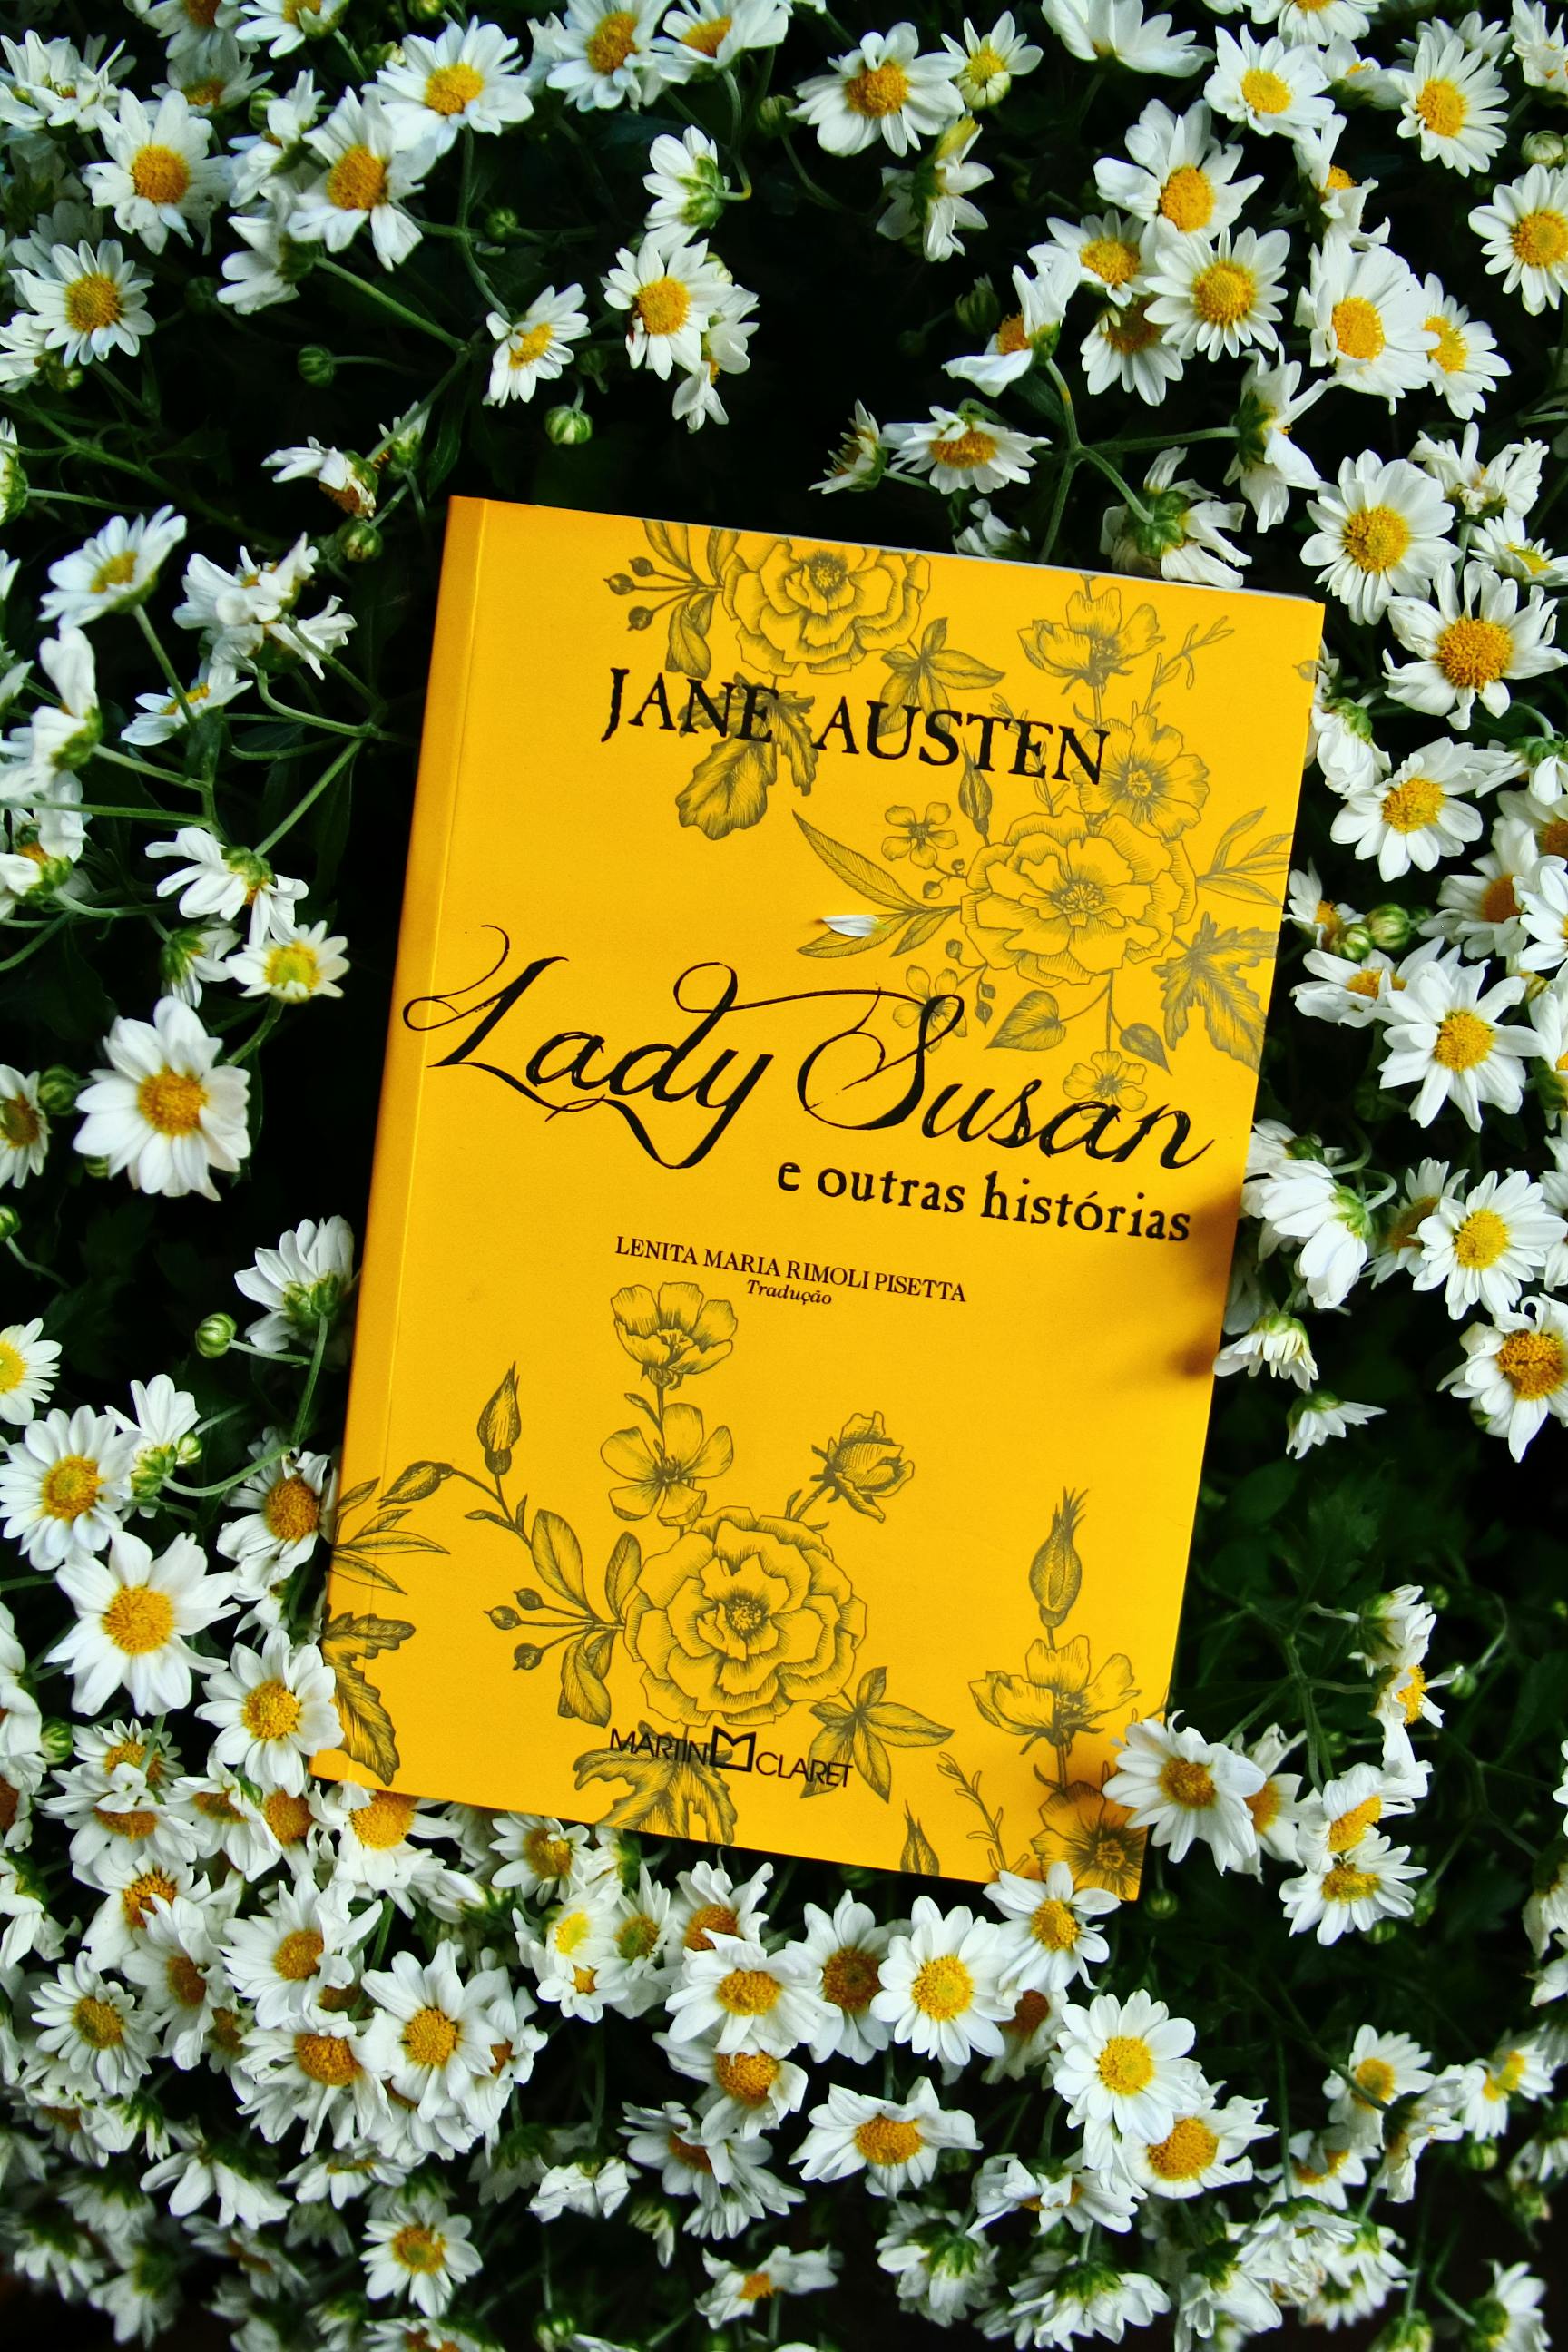 JANE AUSTEN
Lady Susan
e outras histórias
LENITA MARIA RIMOLI PISETTA
Tradução
MARTIN CLARET